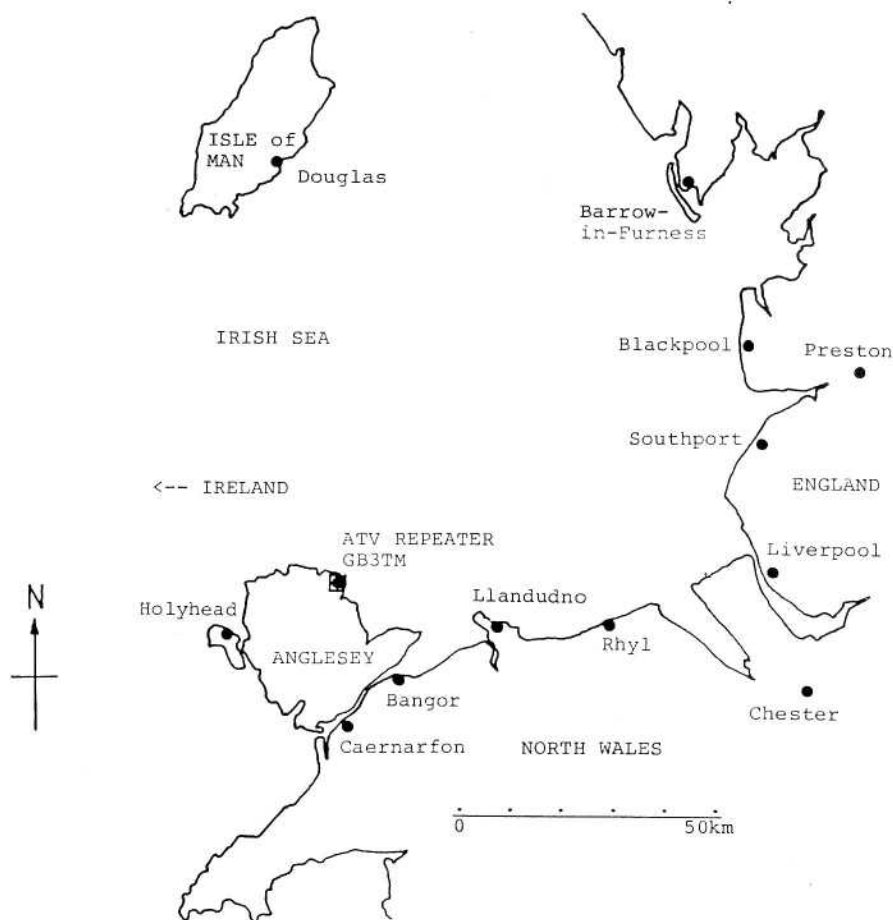 ISLE of
MAN
Douglas
Barrow-
in-Furness
IRISH SEA
Blackpool
Preston
Southport
<-- IRELAND
ENGLAND
ATV REPEATER
GB3TM
Liverpool
N
Holyhead
Llandudno
ANGLESEY
Rhyl
Bangor
Chester
Caernarfon
NORTH WALES
0
50km